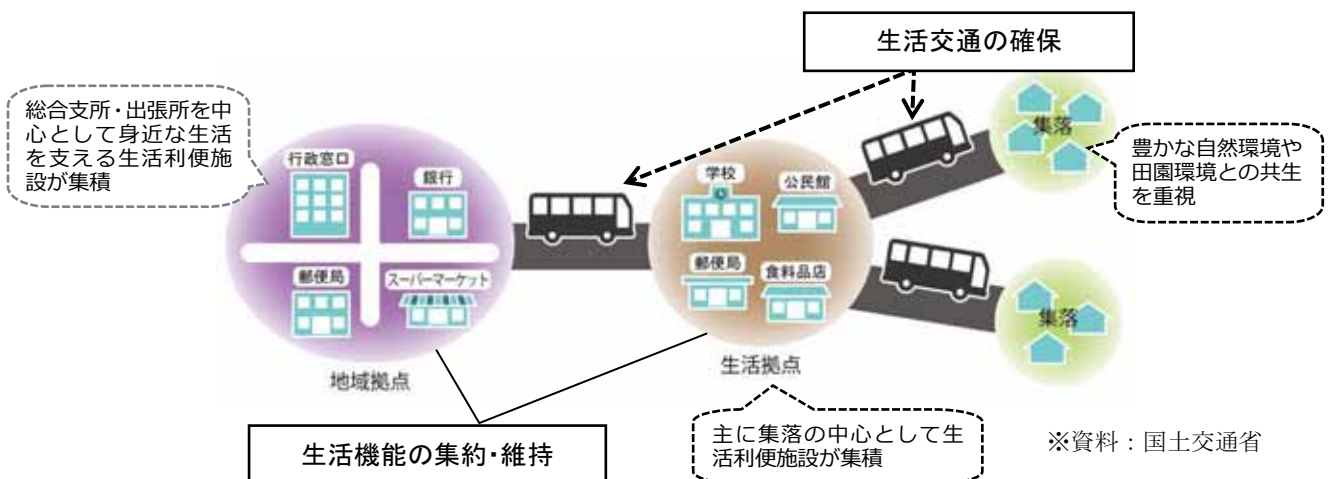 生活交通の確保
総合支所・出張所を中
心として身近な生活
を支える生活利便施
設が集積
行政窓口
銀行
郵便局
スーパーマーケット
地域拠点
学校
公民館
郵便局
食料品店
生活拠点
集落
豊かな自然環境や
田園環境との共生
を重視
集落
生活機能の集約・維持
主に集落の中心として生
活利便施設が集積
※資料：国土交通省